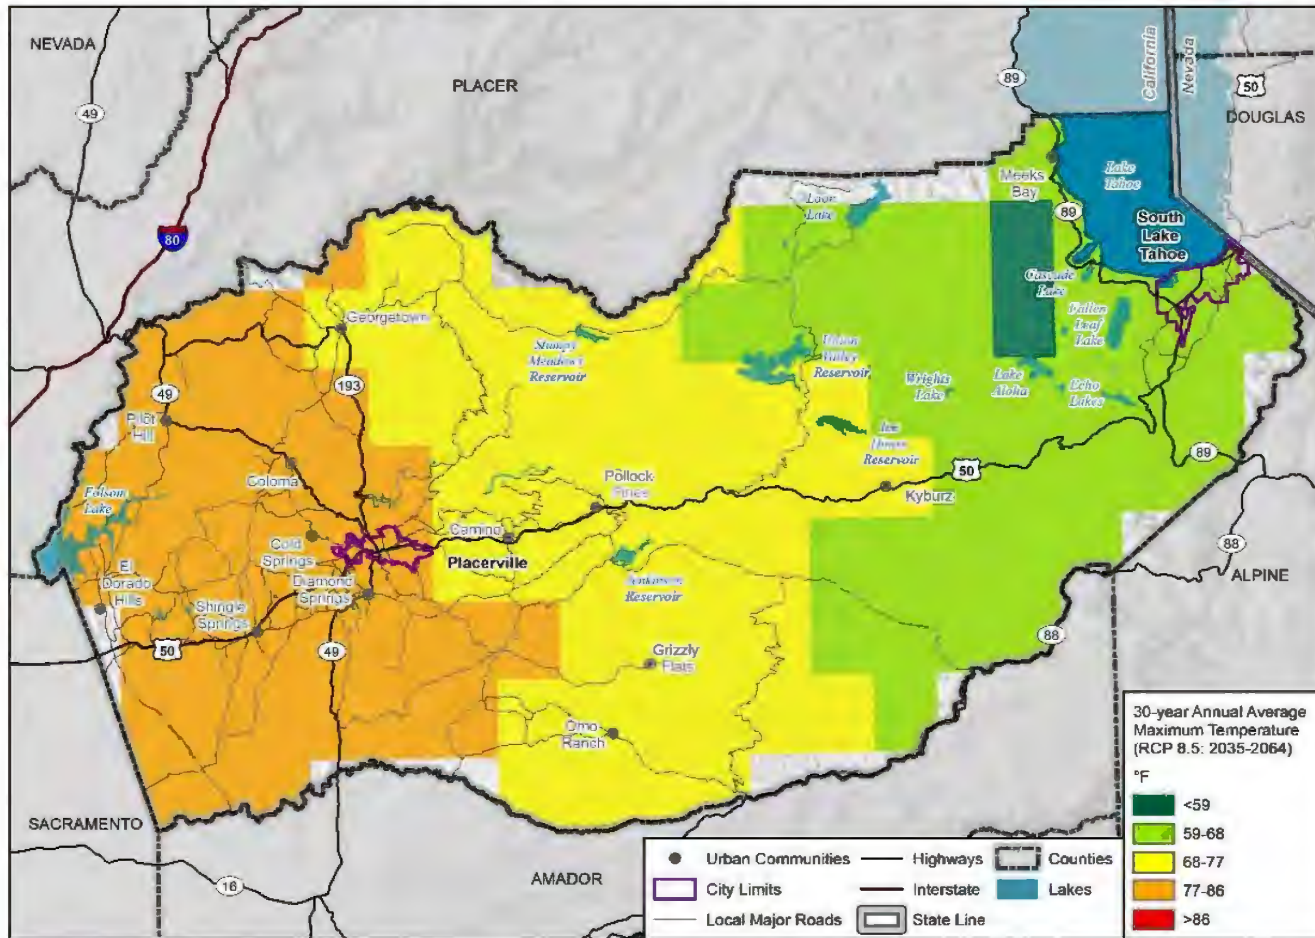 NEVADA
49
PLACER
89
California
Nevada
50
DOUGLAS
80
Loon
Lake
Meeks
Bay
Lake
Tahoe
89
South
Lake
Tahoe
Cascade
Lake
Fallen
Leaf
Lake
Georgetown
Stumpy
Meadows
Reservoir
Union
Valley
Reservoir
Wrights
Lake
Lake
Aloha
Echo
Lakes
49
193
Pilot
Hill
Ice
House
Reservoir
Coloma
Folsom
Lake
Pollock
Pines
50
Kyburz
89
Cold
Springs
Camino
Placerville
El
Dorado
Hills
Diamond
Springs
Shingle
Springs
Jenkinson
Reservoir
88
ALPINE
50
49
Grizzly
Flats
88
Omo
Ranch
SACRAMENTO
16
AMADOR
30-year Annual Average
Maximum Temperature
(RCP 8.5: 2035-2064)
°F
<59
59-68
68-77
77-86
>86
Urban Communities
Highways
Counties
City Limits
Interstate
Lakes
Local Major Roads
State Line